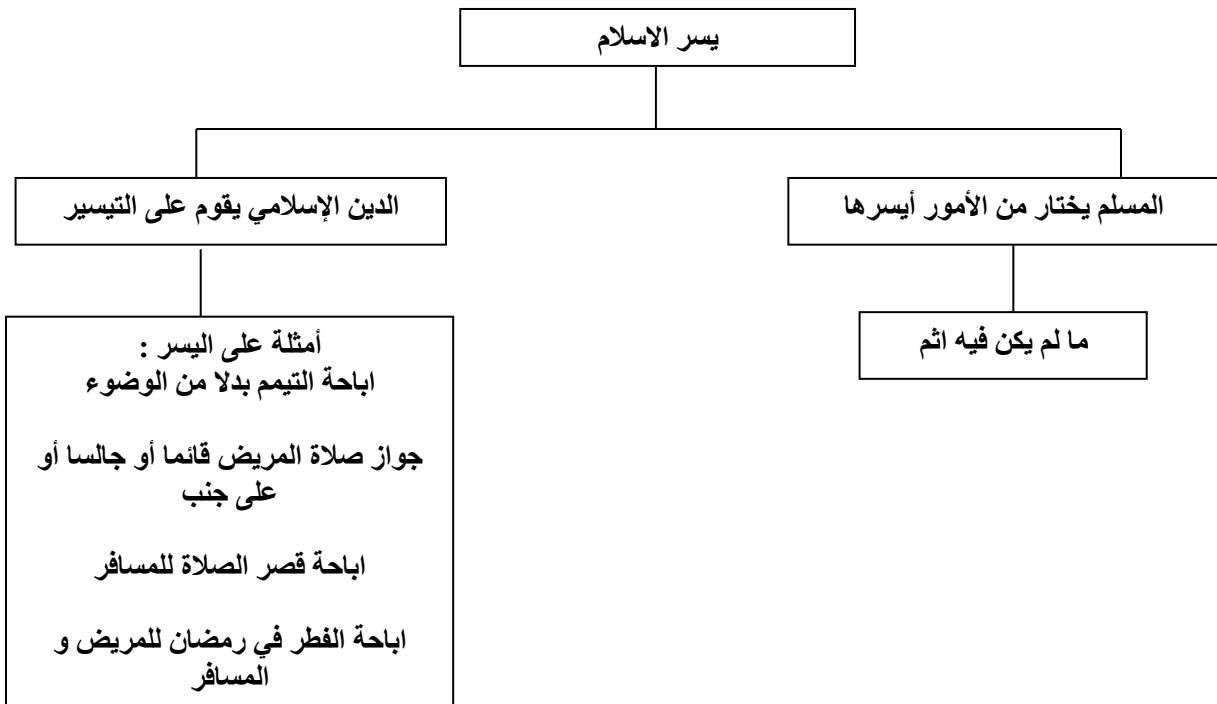 يسر الاسلام
المسلم يختار من الأمور أيسرها
الدين الإسلامي يقوم على التيسير
ما لم يكن فيه اثم
أمثلة على اليسر :
اباحة التيمم بدلا من الوضوء
جواز صلاة المريض قائما أو جالسا أو
على جنب
اباحة قصر الصلاة للمسافر
اباحة الفطر في رمضان للمريض و
المسافر